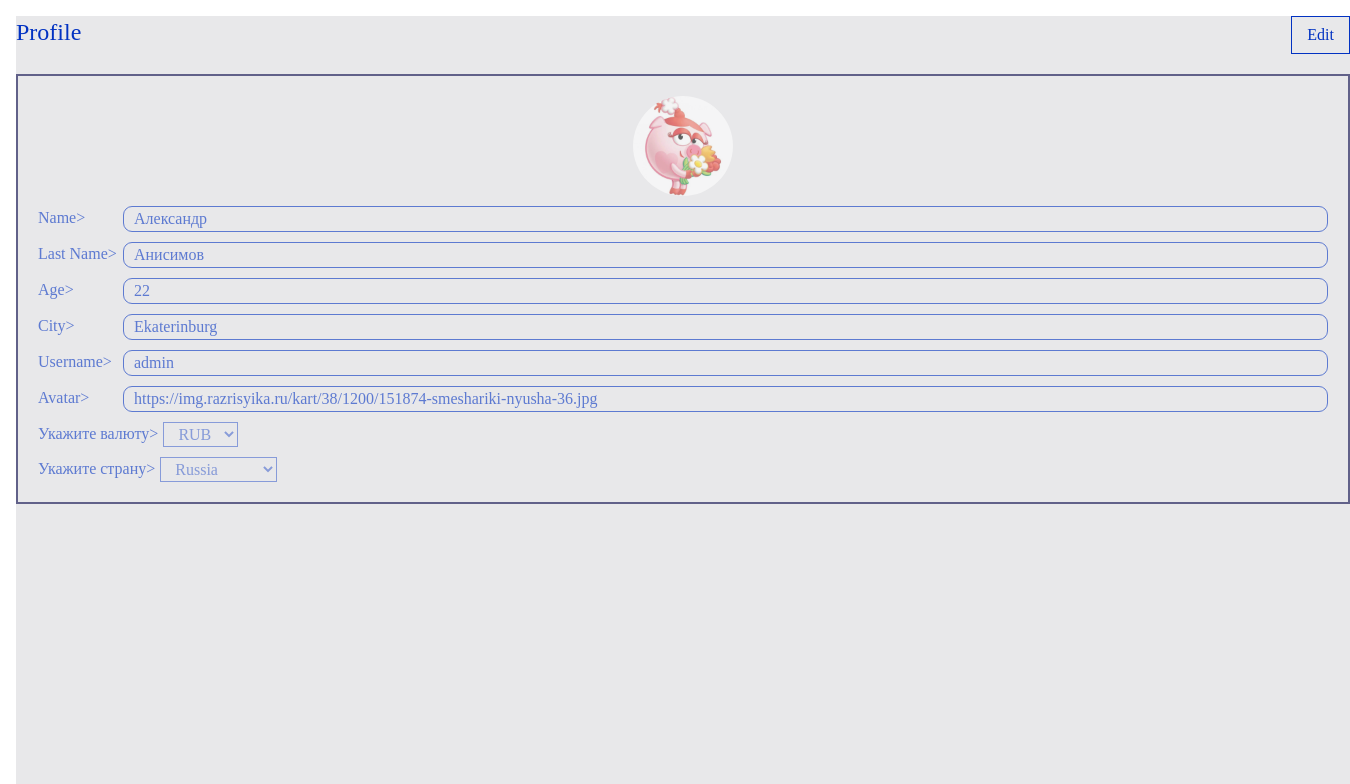 Profile
Edit
Name> Александр
Last Name> Анисимов
Age> 22
City> Ekaterinburg
Username> admin
Avatar> https://img.razrisyika.ru/kart/38/1200/151874-smeshariki-nyusha-36.jpg
Укажите валюту> RUB
Укажите страну> Russia